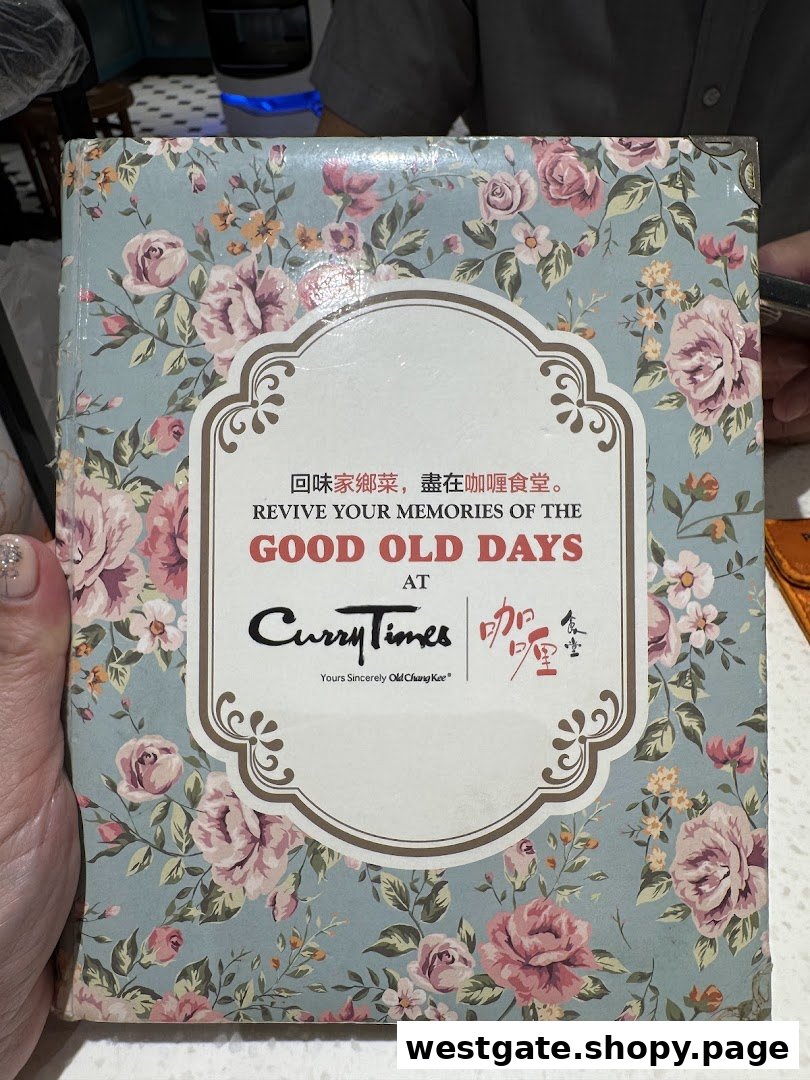 回味家鄉菜，盡在咖喱食堂。
REVIVE YOUR MEMORIES OF THE
GOOD OLD DAYS
AT
CurryTimes 咖喱食堂
Yours Sincerely Old Chang Kee®
westgate.shopy.page